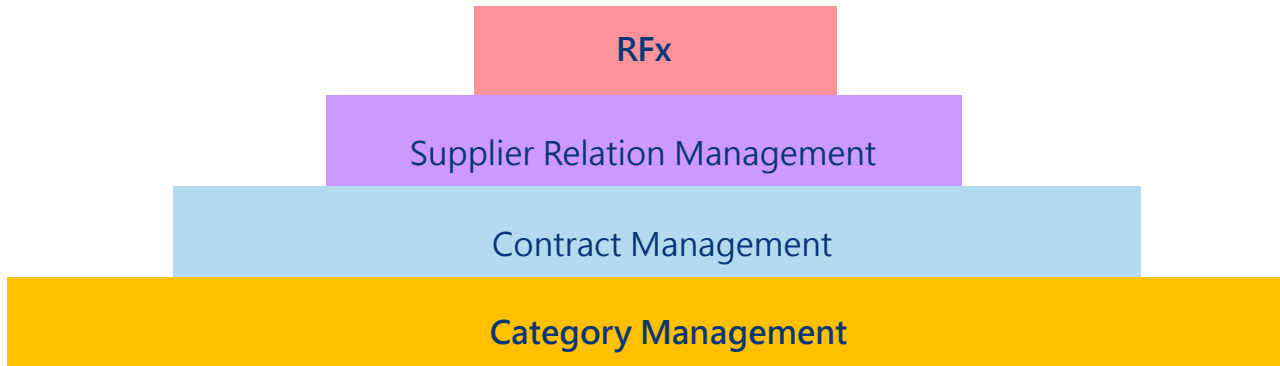 RFx
Supplier Relation Management
Contract Management
Category Management